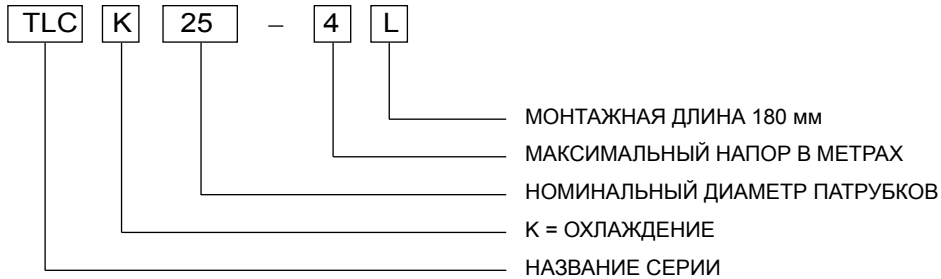 TLC K 25 – 4 L
МОНТАЖНАЯ ДЛИНА 180 мм
МАКСИМАЛЬНЫЙ НАПОР В МЕТРАХ
НОМИНАЛЬНЫЙ ДИАМЕТР ПАТРУБКОВ
К = ОХЛАЖДЕНИЕ
НАЗВАНИЕ СЕРИИ